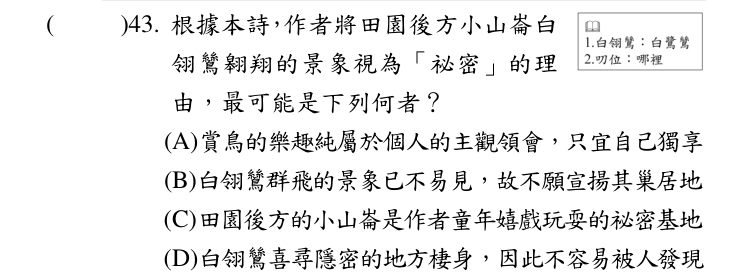 (　　)43. 根據本詩，作者將田園後方小山崙白
翎鷥翱翔的景象視為「祕密」的理
由，最可能是下列何者？
1.白翎鷥：白鷺鷥
2.叨位：哪裡
(A)賞鳥的樂趣純屬於個人的主觀領會，只宜自己獨享
(B)白翎鷥群飛的景象已不易見，故不願宣揚其巢居地
(C)田園後方的小山崙是作者童年嬉戲玩耍的祕密基地
(D)白翎鷥喜尋隱密的地方棲身，因此不容易被人發現